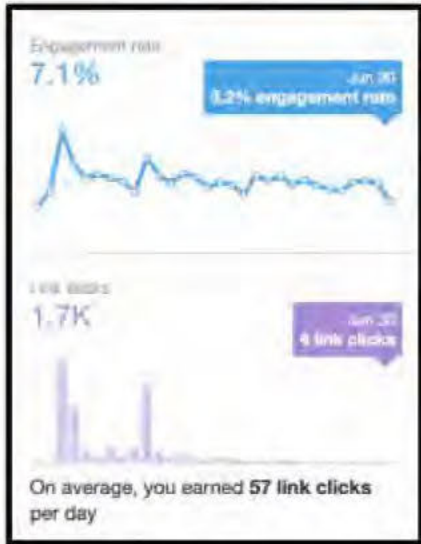 Engagement rate
7.1%
Jun 30
engagement rate
Link clicks
1.7K
Jun 30
link clicks
On average, you earned 57 link clicks
per day